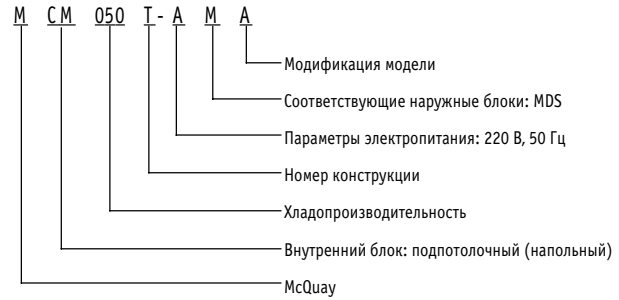 M CM 050 T - A M A
Модификация модели
Соответствующие наружные блоки: MDS
Параметры электропитания: 220 В, 50 Гц
Номер конструкции
Хладопроизводительность
Внутренний блок: подпотолочный (напольный)
McQuay